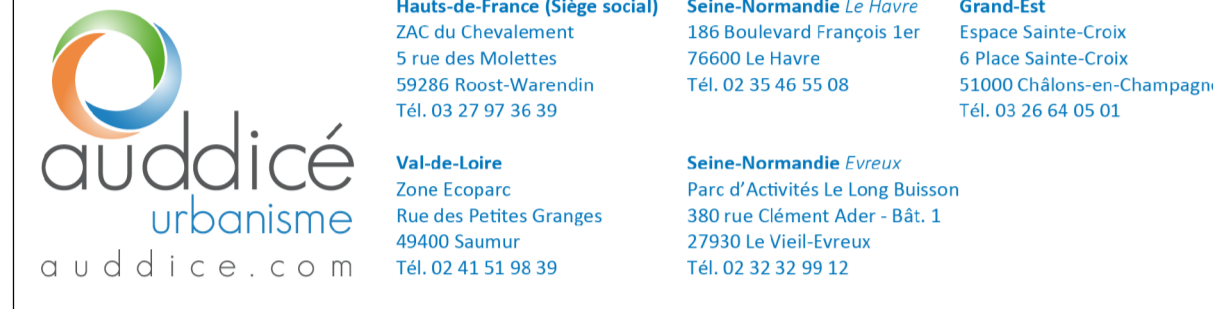 auddicé
urbanisme
auddice.com
Hauts-de-France (Siège social)
ZAC du Chevalement
5 rue des Molettes
59286 Roost-Warendin
Tél. 03 27 97 36 39
Seine-Normandie Le Havre
186 Boulevard François 1er
76600 Le Havre
Tél. 02 35 46 55 08
Grand-Est
Espace Sainte-Croix
6 Place Sainte-Croix
51000 Châlons-en-Champagn
Tél. 03 26 64 05 01
Val-de-Loire
Zone Ecoparc
Rue des Petites Granges
49400 Saumur
Tél. 02 41 51 98 39
Seine-Normandie Evreux
Parc d'Activités Le Long Buisson
380 rue Clément Ader - Bât. 1
27930 Le Vieil-Evreux
Tél. 02 32 32 99 12